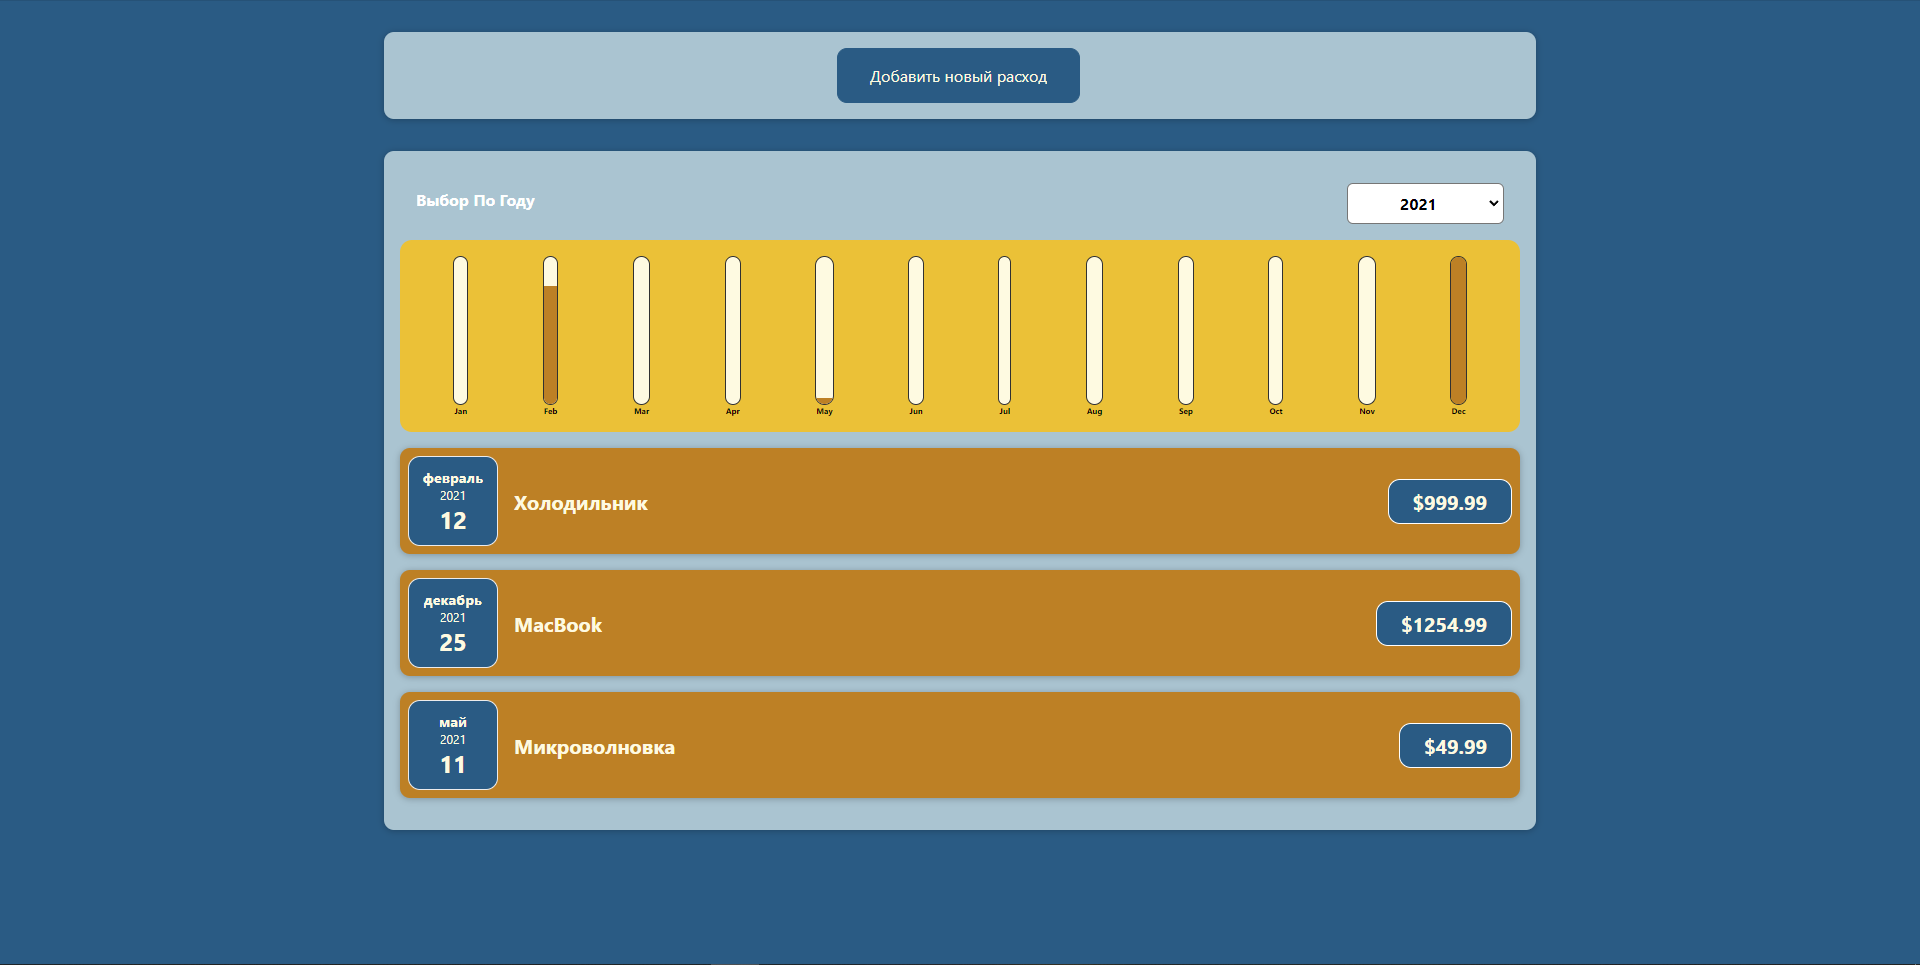 Добавить новый расход
Выбор По Году
2021
Jan Feb Mar Apr May Jun Jul Aug Sep Oct Nov Dec
февраль
2021
12
Холодильник
$999.99
декабрь
2021
25
MacBook
$1254.99
май
2021
11
Микроволновка
$49.99